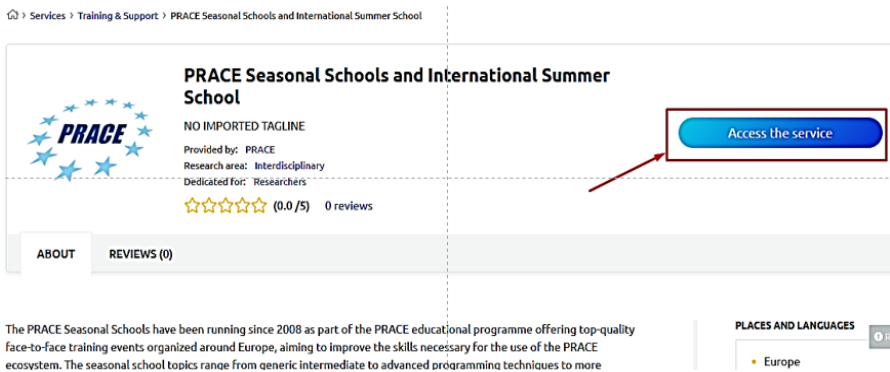 Services > Training & Support > PRACE Seasonal Schools and International Summer School
PRACE
PRACE Seasonal Schools and International Summer
School
NO IMPORTED TAGLINE
Provided by: PRACE
Research area: Interdisciplinary
Dedicated for: Researchers
(0.0 /5) 0 reviews
Access the service
ABOUT REVIEWS (0)
The PRACE Seasonal Schools have been running since 2008 as part of the PRACE educational programme offering top-quality
face-to-face training events organized around Europe, aiming to improve the skills necessary for the use of the PRACE
ecosystem. The seasonal school topics range from generic intermediate to advanced programming techniques to more
PLACES AND LANGUAGES
• Europe